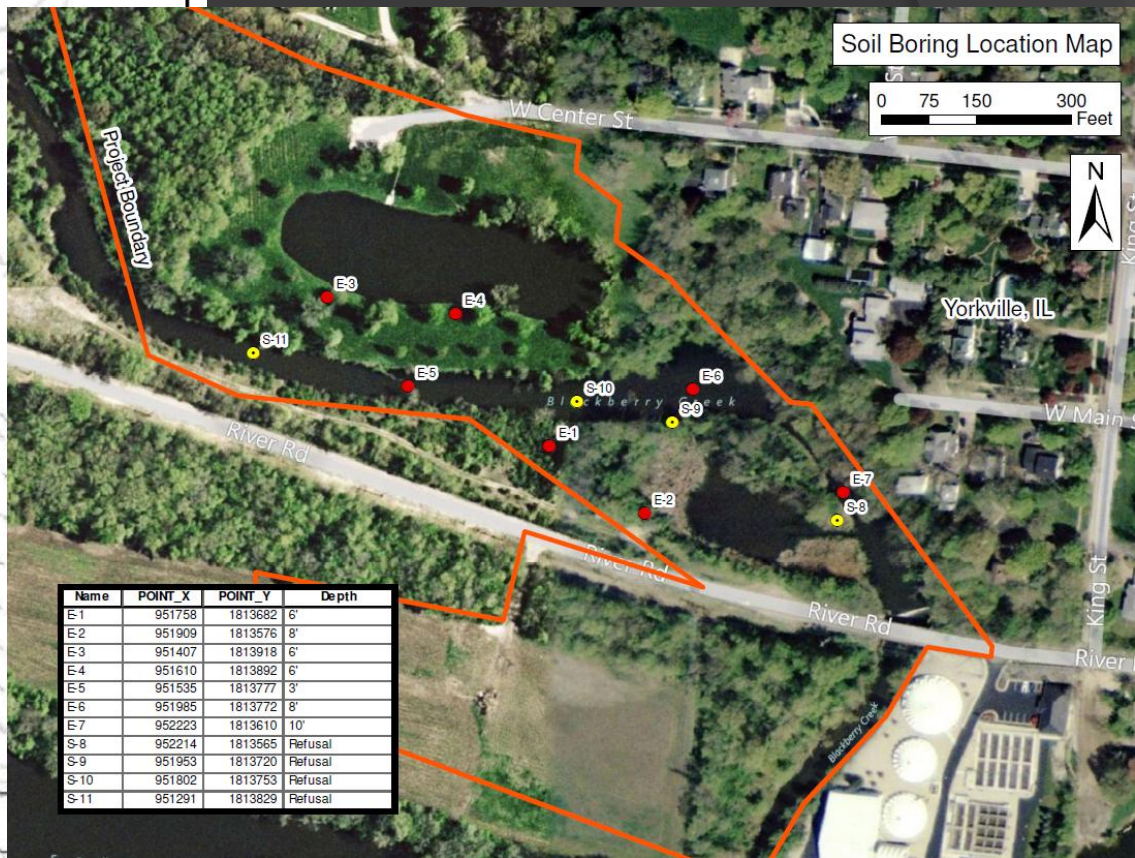 Soil Boring Location Map
0 75 150 300
Feet
N
W Center St
Project Boundary
King St
Yorkville, IL
E-3
E-4
S-11
E-5
S-10
E-6
Blackberry Creek
S-9
W Main S
E-1
River Rd
E-7
E-2
S-8
River Rd
River Rd
King St
River
Blackberry Creek
Name POINT_X POINT_Y Depth
E-1 951758 1813682 6'
E-2 951909 1813576 8'
E-3 951407 1813918 6'
E-4 951610 1813892 6'
E-5 951535 1813777 3'
E-6 951985 1813772 8'
E-7 952223 1813610 10'
S-8 952214 1813565 Refusal
S-9 951953 1813720 Refusal
S-10 951802 1813753 Refusal
S-11 951291 1813829 Refusal